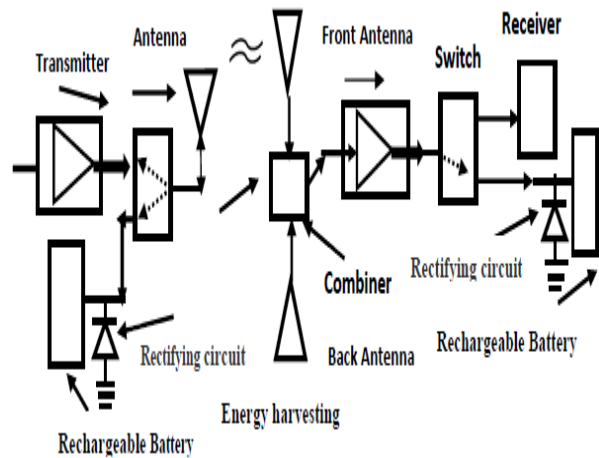 Receiver
Antenna
Front Antenna
Switch
Transmitter
Combiner
Rectifying circuit
Rectifying circuit
Back Antenna
Rechargeable Battery
Energy harvesting
Rechargeable Battery